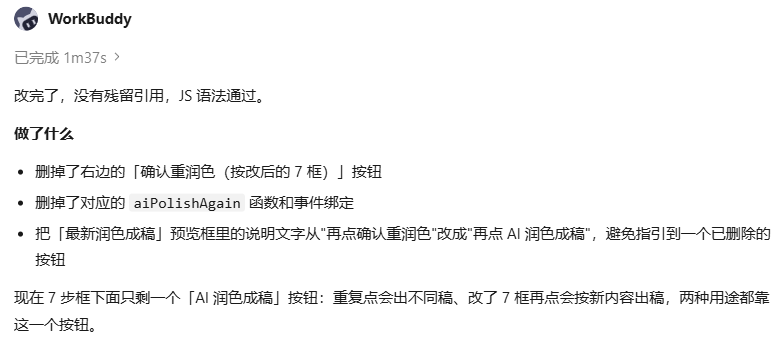 WorkBuddy
已完成 1m37s >
改完了，没有残留引用，JS 语法通过。
做了什么
• 删掉了右边的「确认重润色（按改后的 7 框）」按钮
• 删掉了对应的 aiPolishAgain 函数和事件绑定
• 把「最新润色成稿」预览框里的说明文字从"再点确认重润色"改成"再点 AI 润色成稿"，避免指引到一个已删除的
按钮
现在 7 步框下面只剩一个「AI 润色成稿」按钮：重复点会出不同稿、改了 7 框再点会按新内容出稿，两种用途都靠
这一个按钮。